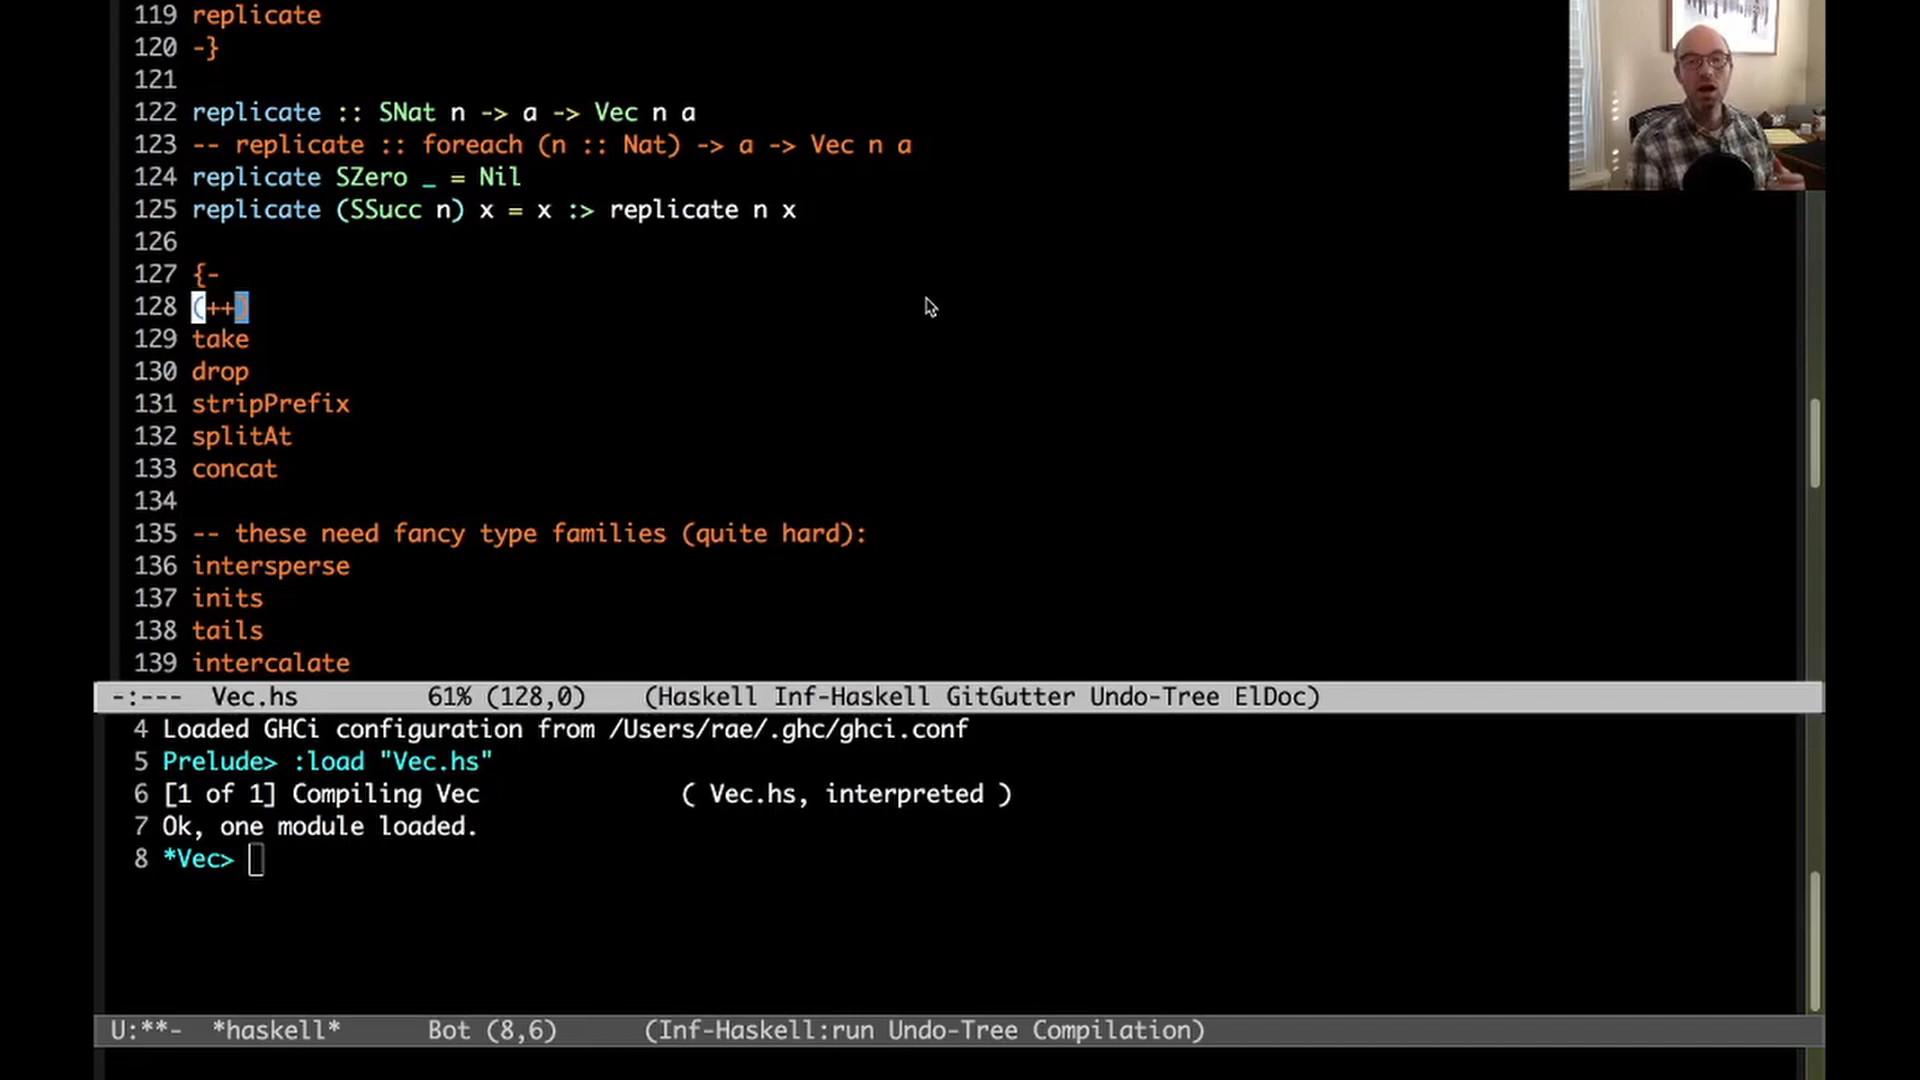 119 replicate
120 -}
121
122 replicate :: SNat n -> a -> Vec n a
123 -- replicate :: foreach (n :: Nat) -> a -> Vec n a
124 replicate SZero _ = Nil
125 replicate (SSucc n) x = x :> replicate n x
126
127 {-
128 (++)
129 take
130 drop
131 stripPrefix
132 splitAt
133 concat
134
135 -- these need fancy type families (quite hard):
136 intersperse
137 inits
138 tails
139 intercalate
-:--- Vec.hs 61% (128,0) (Haskell Inf-Haskell GitGutter Undo-Tree ElDoc)
4 Loaded GHCi configuration from /Users/rae/.ghc/ghci.conf
5 Prelude> :load "Vec.hs"
6 [1 of 1] Compiling Vec ( Vec.hs, interpreted )
7 Ok, one module loaded.
8 *Vec>
U:**- *haskell* Bot (8,6) (Inf-Haskell:run Undo-Tree Compilation)